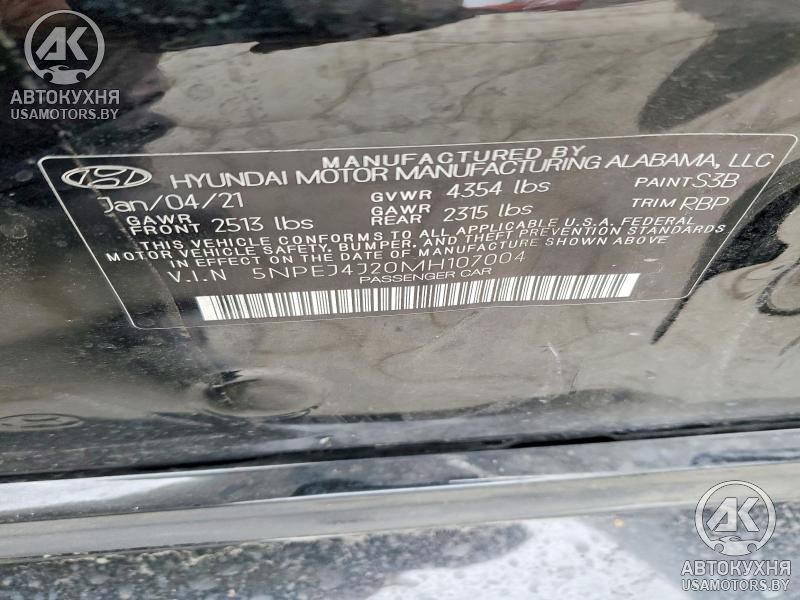 AK
АВТОКУХНЯ
USAMOTORS.BY
MANUFACTURED BY
HYUNDAI MOTOR MANUFACTURING ALABAMA, LLC
Jan/04/21 GVWR 4354 lbs PAINT S3B
GAWR FRONT 2513 lbs GAWR REAR 2315 lbs TRIM RBP
THIS VEHICLE CONFORMS TO ALL APPLICABLE U.S.A. FEDERAL
MOTOR VEHICLE SAFETY, BUMPER, AND THEFT PREVENTION STANDARDS
IN EFFECT ON THE DATE OF MANUFACTURE SHOWN ABOVE
V.I.N 5NPEJ4J20MH107004
PASSENGER CAR
AK
АВТОКУХНЯ
USAMOTORS.BY